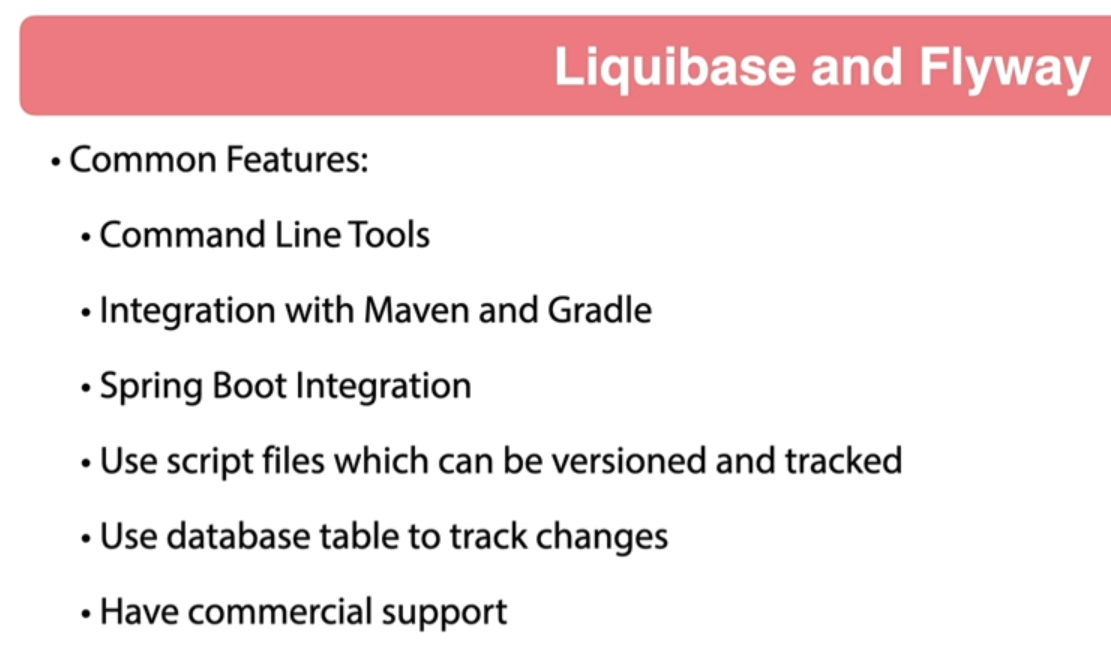 Liquibase and Flyway
• Common Features:
• Command Line Tools
• Integration with Maven and Gradle
• Spring Boot Integration
• Use script files which can be versioned and tracked
• Use database table to track changes
• Have commercial support